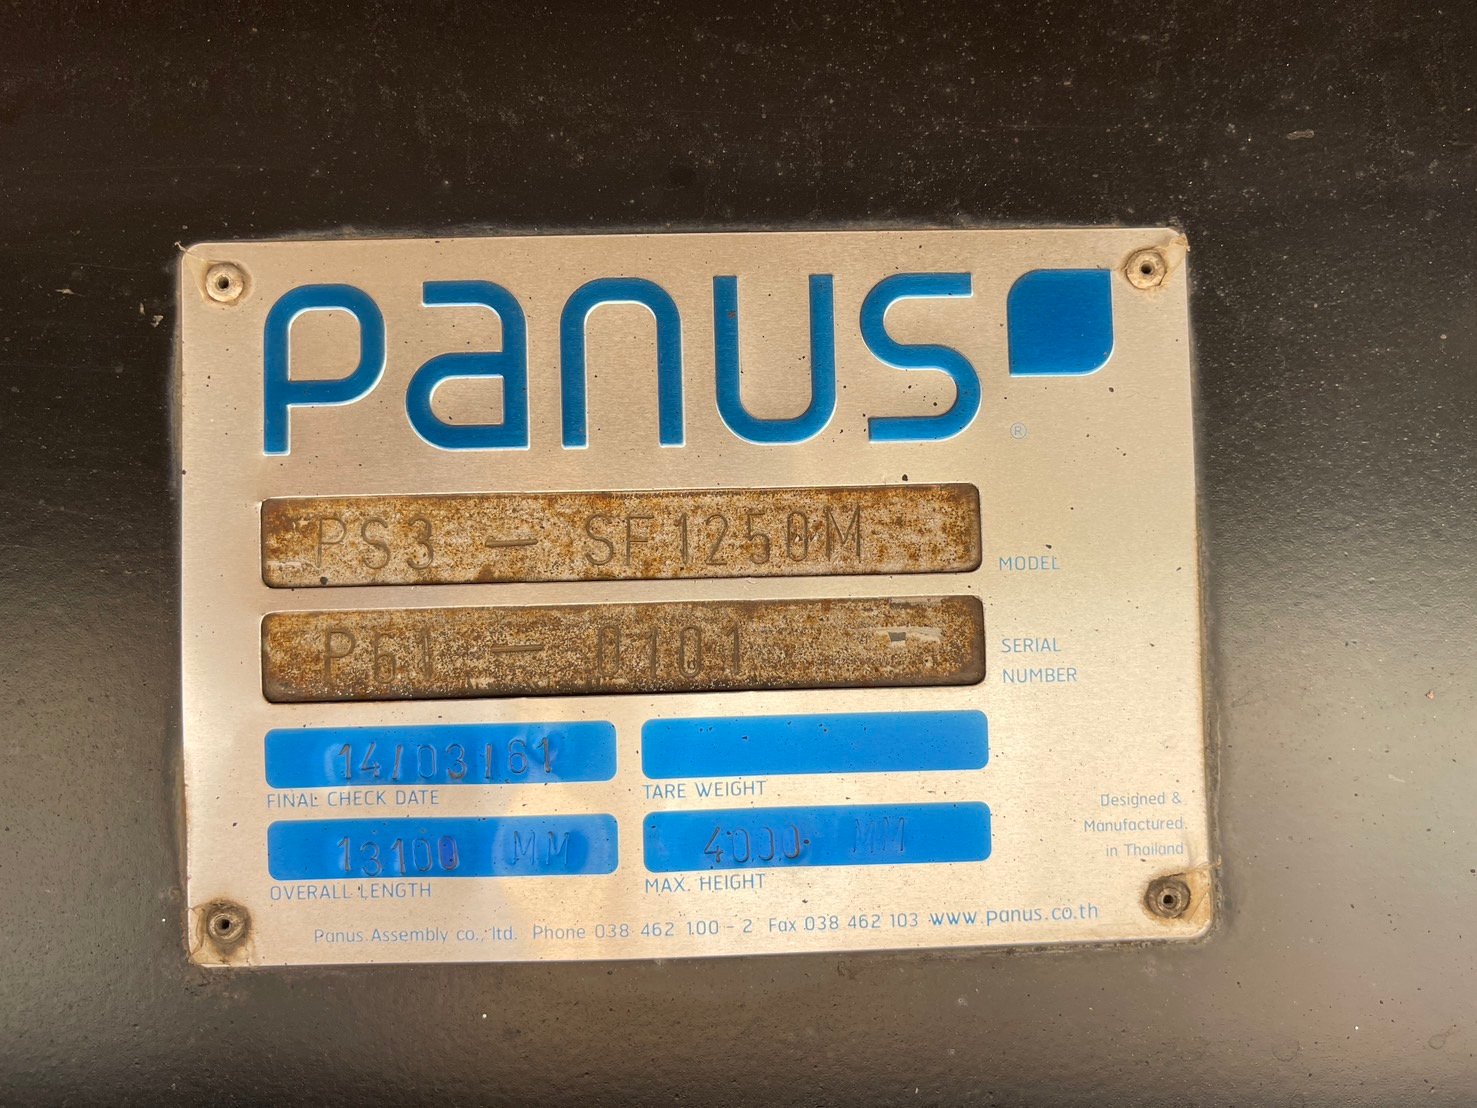 Panus
®
PS3 - SF1250M
MODEL
P61 - 0101
SERIAL
NUMBER
14/03/61
FINAL CHECK DATE
TARE WEIGHT
13100 MM
OVERALL LENGTH
4000 MM
MAX. HEIGHT
Designed &
Manufactured
in Thailand
Panus Assembly co., ltd. Phone 038 462 100 - 2 Fax 038 462 103 www.panus.co.th